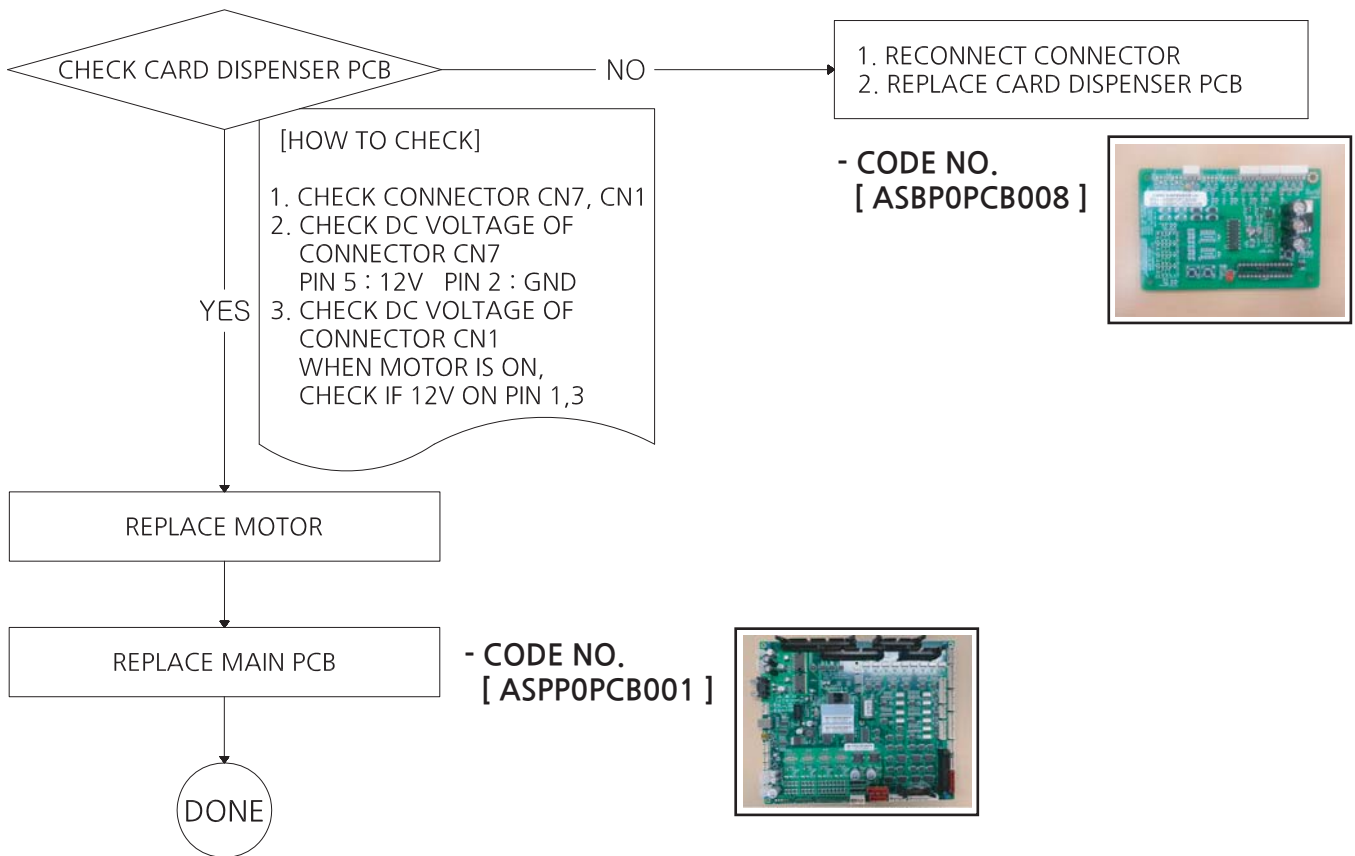 CHECK CARD DISPENSER PCB
NO
1. RECONNECT CONNECTOR
2. REPLACE CARD DISPENSER PCB
- CODE NO.
[ ASBP0PCB008 ]
[HOW TO CHECK]
1. CHECK CONNECTOR CN7, CN1
2. CHECK DC VOLTAGE OF
CONNECTOR CN7
PIN 5 : 12V PIN 2 : GND
3. CHECK DC VOLTAGE OF
CONNECTOR CN1
WHEN MOTOR IS ON,
CHECK IF 12V ON PIN 1,3
YES
REPLACE MOTOR
REPLACE MAIN PCB
- CODE NO.
[ ASPP0PCB001 ]
DONE